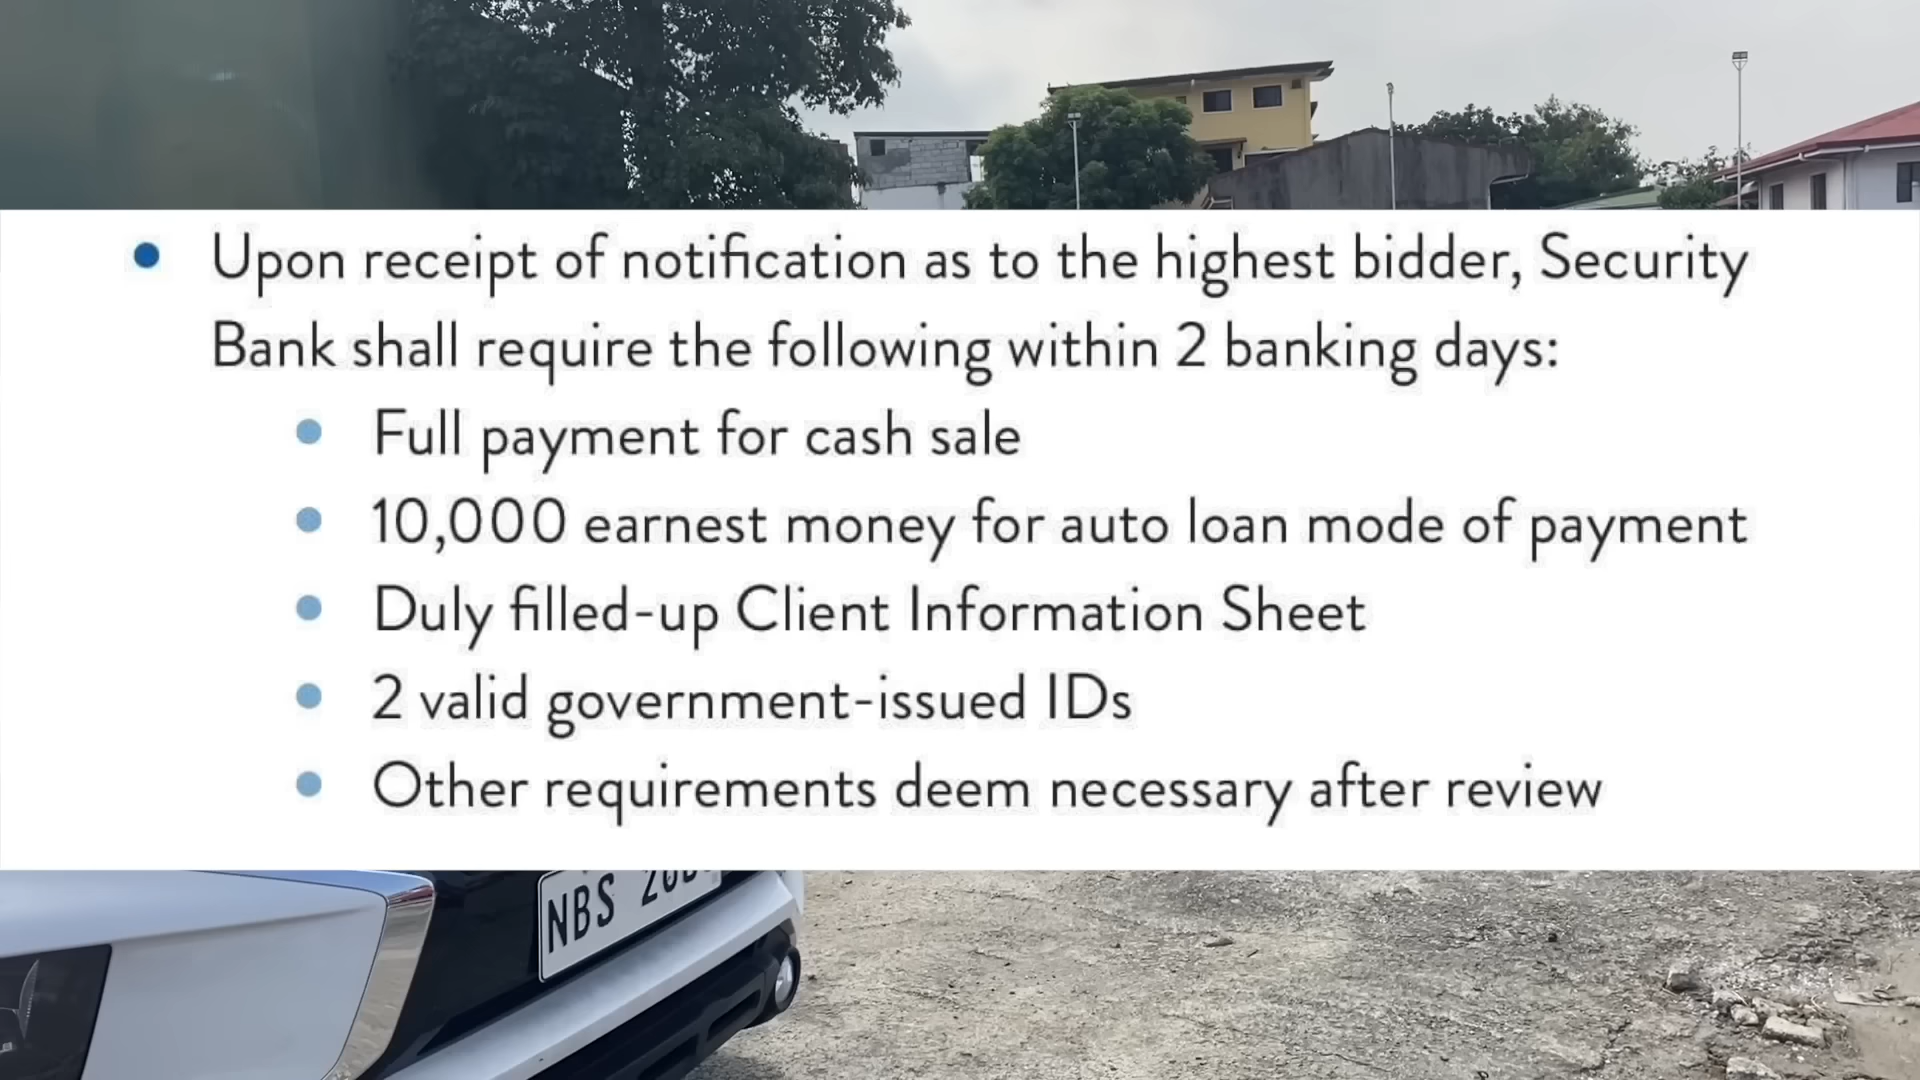 Upon receipt of notification as to the highest bidder, Security
Bank shall require the following within 2 banking days:
Full payment for cash sale
10,000 earnest money for auto loan mode of payment
Duly filled-up Client Information Sheet
2 valid government-issued IDs
Other requirements deem necessary after review
NBS